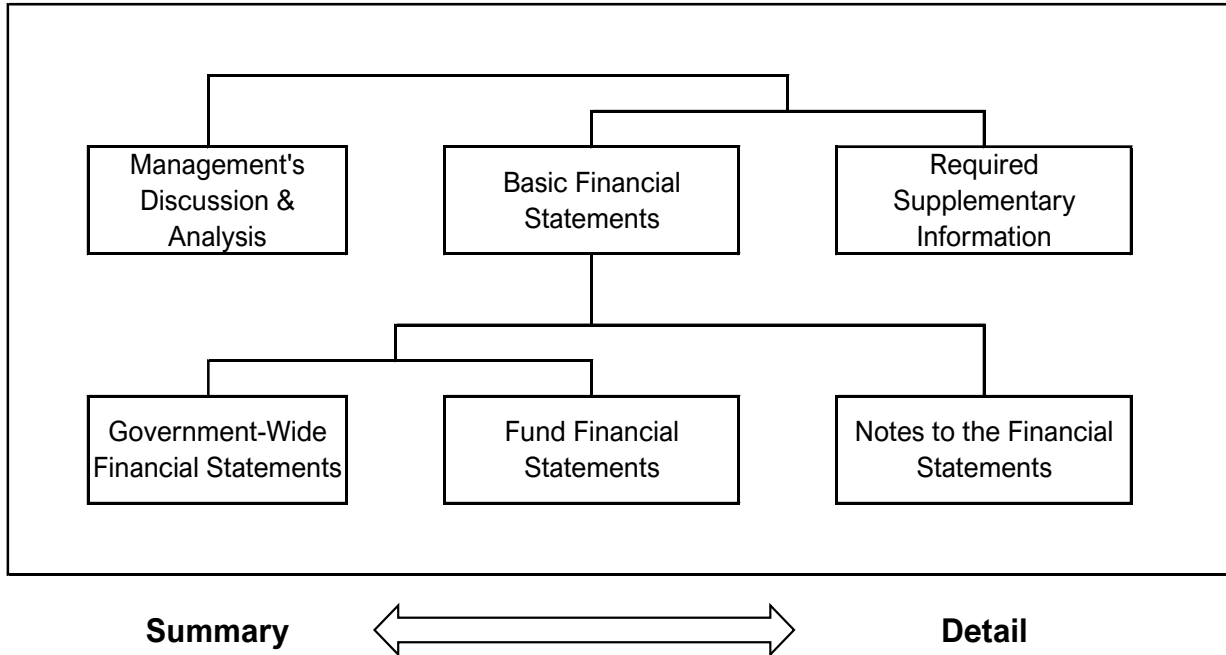 Management's
Discussion &
Analysis
Basic Financial
Statements
Required
Supplementary
Information
Government-Wide
Financial Statements
Fund Financial
Statements
Notes to the Financial
Statements
Summary
Detail